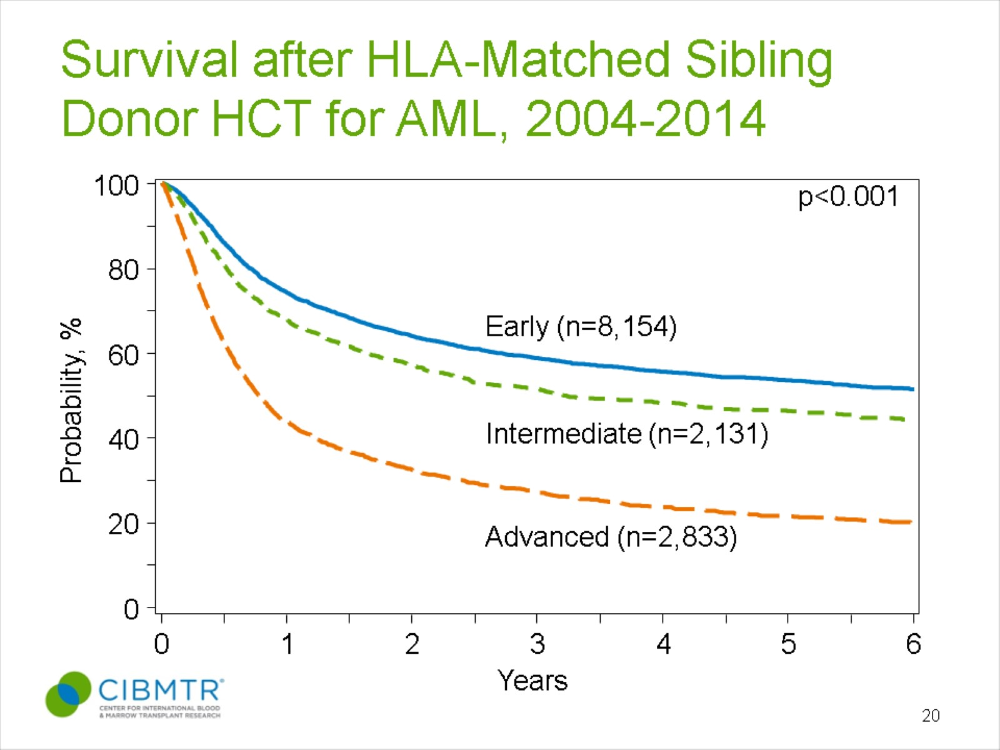 Survival after HLA-Matched Sibling
Donor HCT for AML, 2004-2014
p<0.001
100
80
60
40
20
0
Probability, %
Early (n=8,154)
Intermediate (n=2,131)
Advanced (n=2,833)
0 1 2 3 4 5 6
Years
CIBMTR®
CENTER FOR INTERNATIONAL BLOOD
& MARROW TRANSPLANT RESEARCH
20